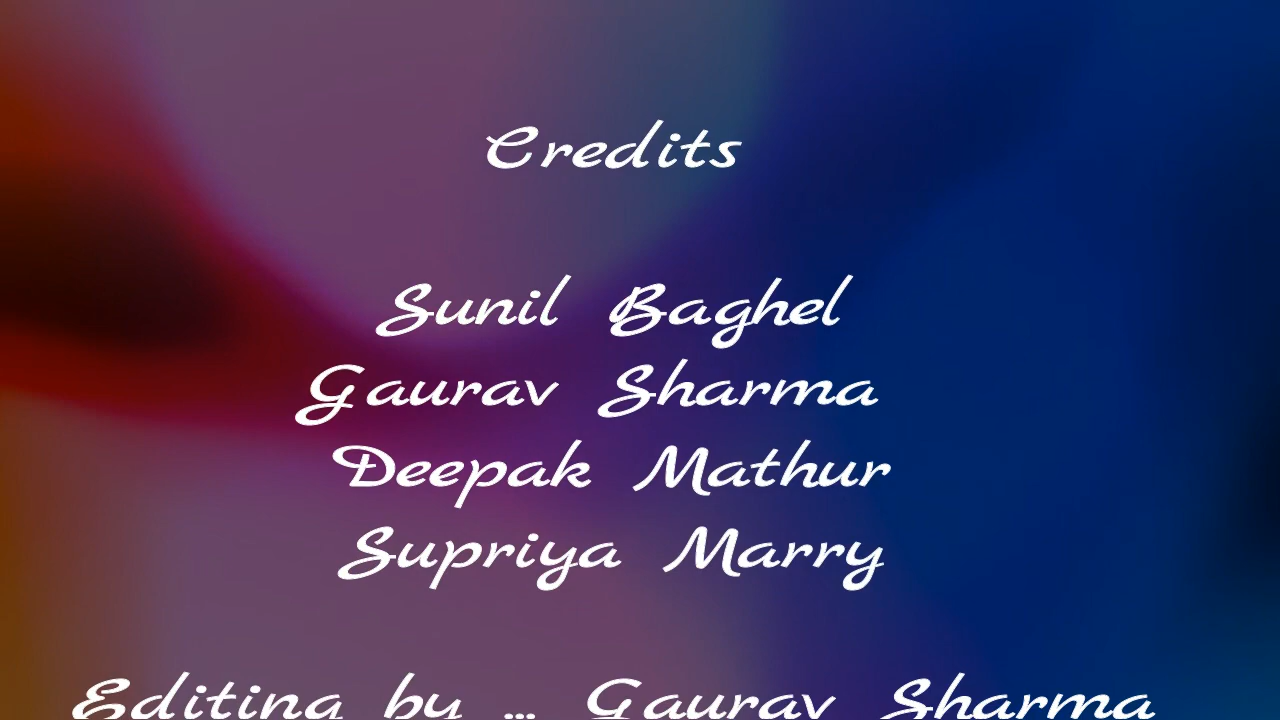 Credits
Sunil Baghel
Gaurav Sharma
Deepak Mathur
Supriya Marry
Editing by ... Gaurav Sharma